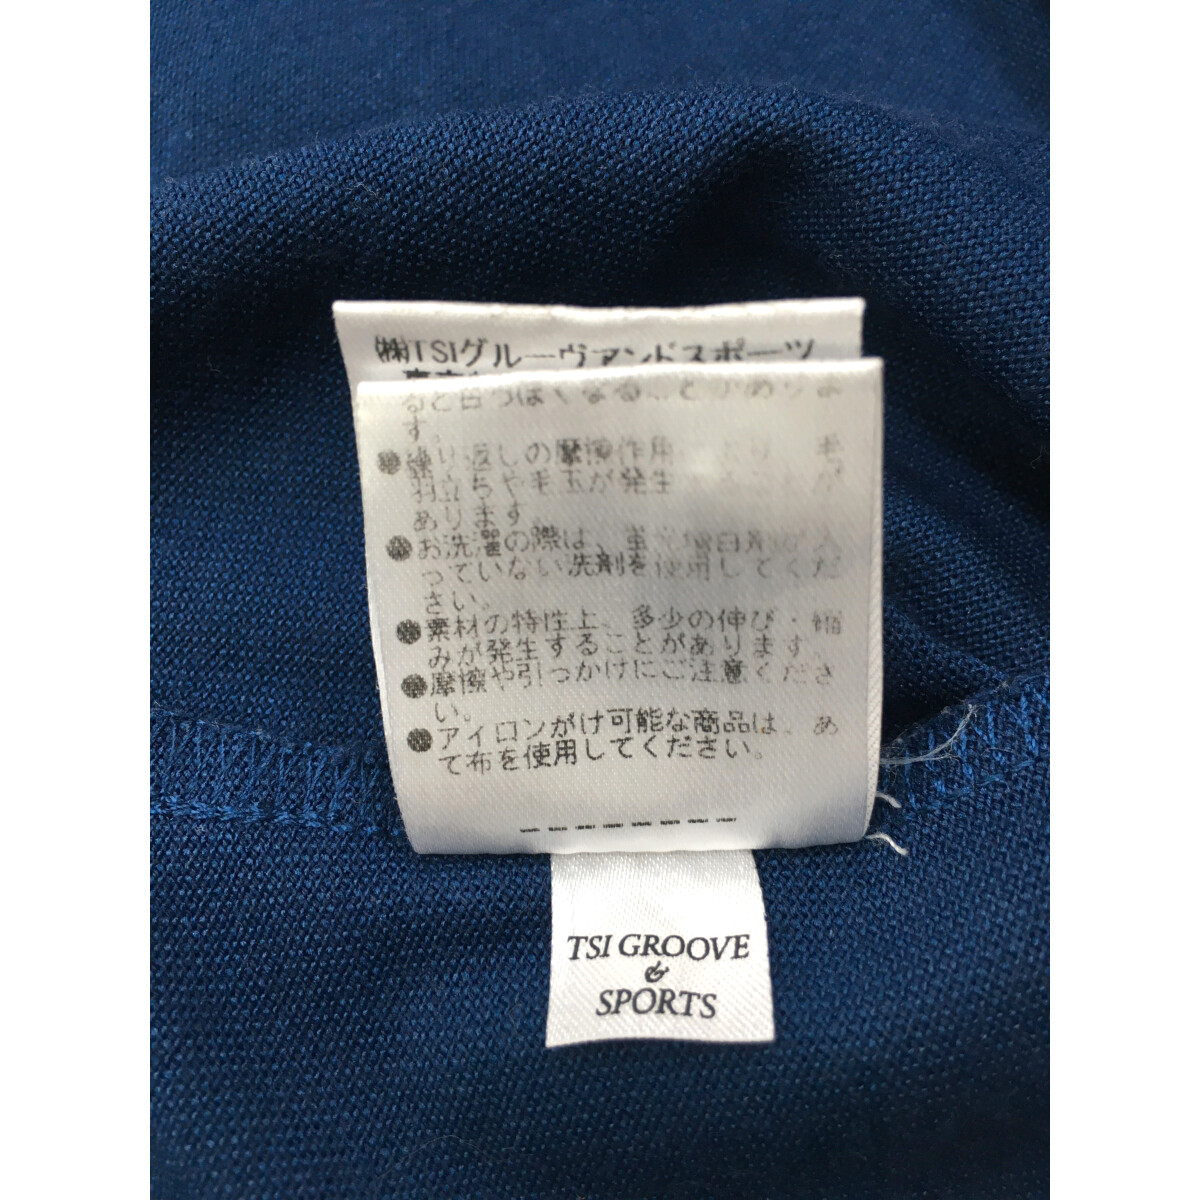 ㈱TSIグルーヴアンドスポーツ
ると白っぽくなることがありま
す。
●繰り返しの摩擦作用により、毛
羽立ちや毛玉が発生することが
あります。
●お洗濯の際は、蛍光増白剤が入
っていない洗剤を使用してくだ
さい。
●素材の特性上、多少の伸び・縮
みが発生することがあります。
●摩擦や引っかけにご注意くださ
い。
●アイロンがけ可能な商品は、あ
て布を使用してください。
TSI GROOVE
&
SPORTS